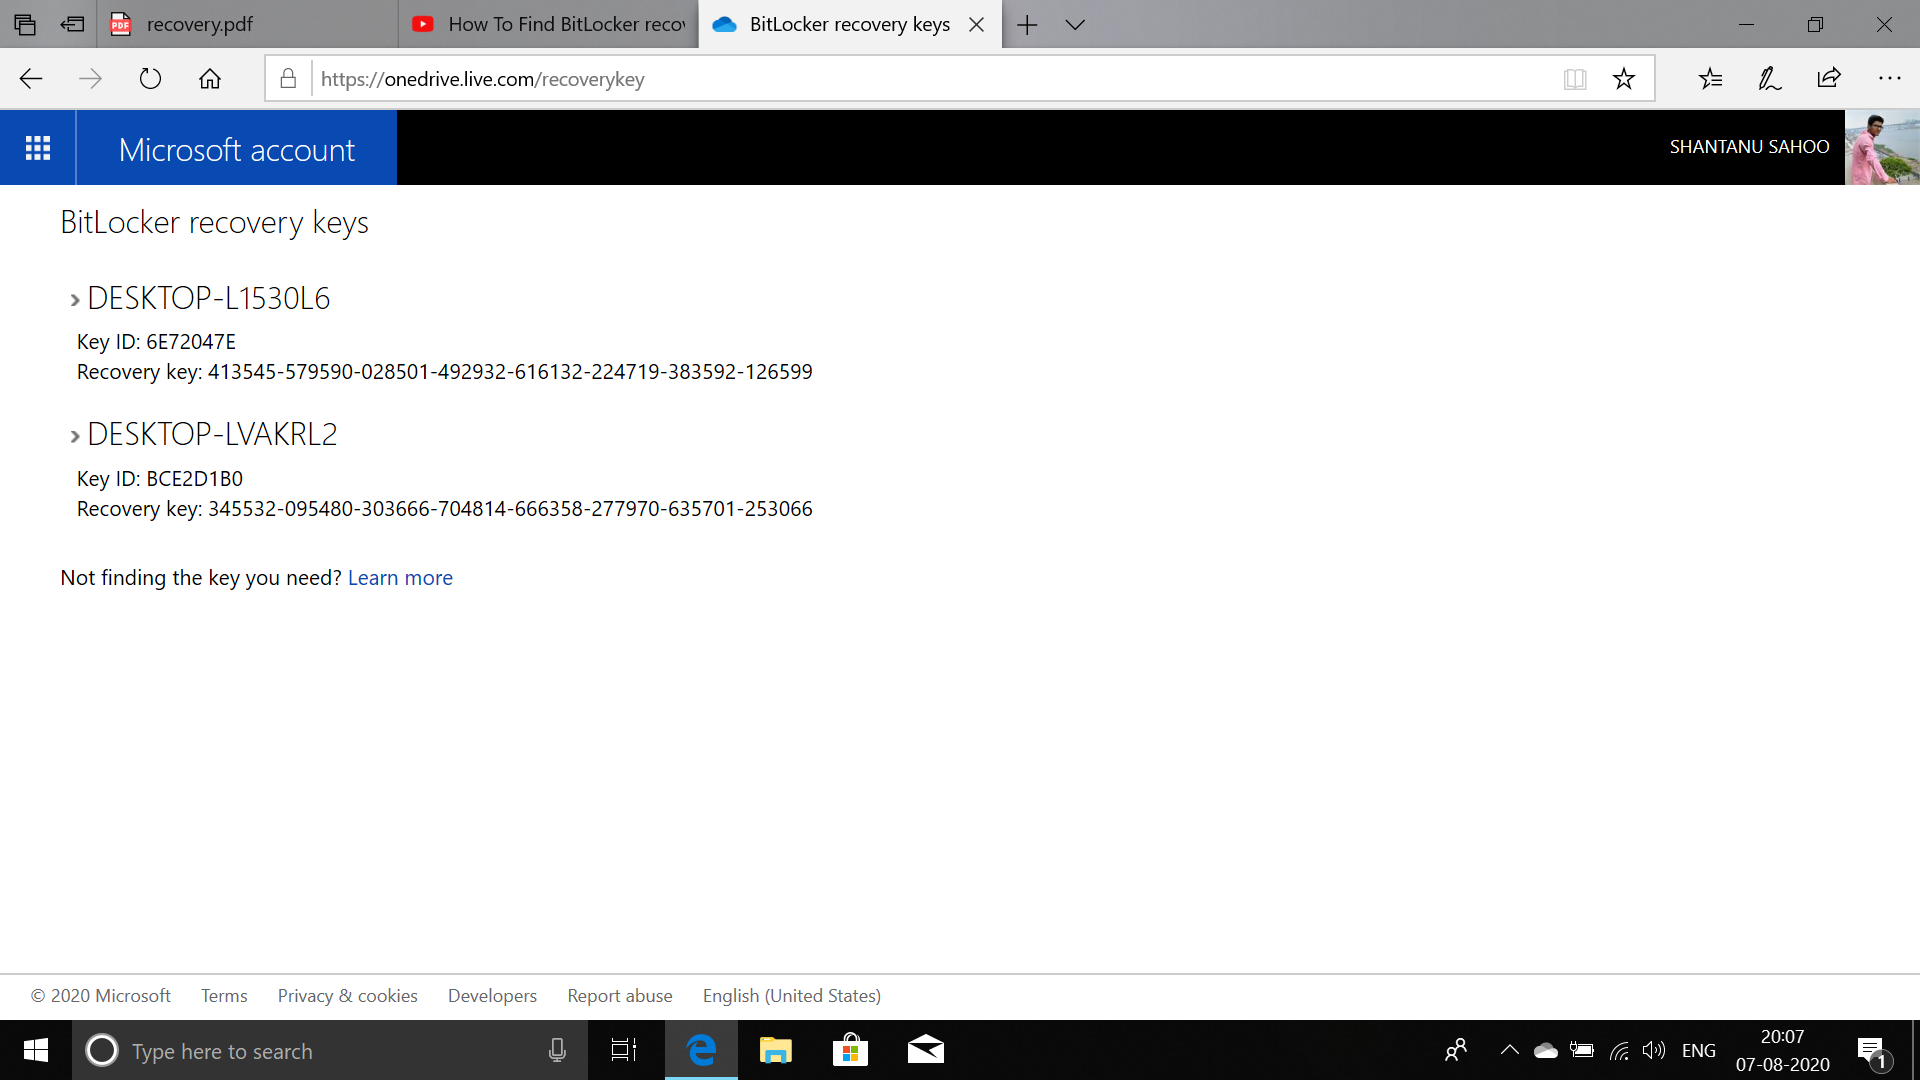 recovery.pdf
How To Find BitLocker reco
BitLocker recovery keys
https://onedrive.live.com/recoverykey
Microsoft account
SHANTANU SAHOO
BitLocker recovery keys
DESKTOP-L1530L6
Key ID: 6E72047E
Recovery key: 413545-579590-028501-492932-616132-224719-383592-126599
DESKTOP-LVAKRL2
Key ID: BCE2D1B0
Recovery key: 345532-095480-303666-704814-666358-277970-635701-253066
Not finding the key you need? Learn more
© 2020 Microsoft Terms Privacy & cookies Developers Report abuse English (United States)
Type here to search
ENG
20:07
07-08-2020
1